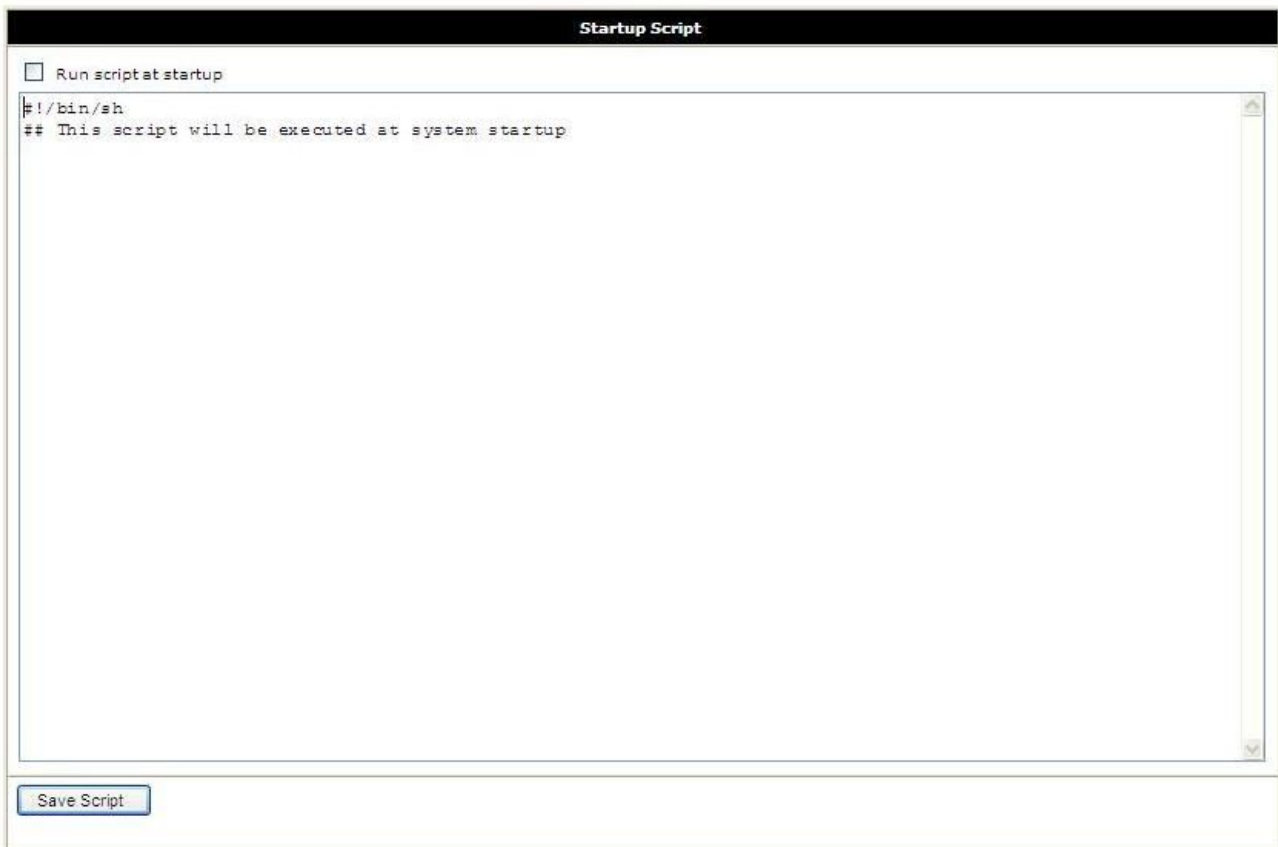 Startup Script
Run script at startup
#!/bin/sh
## This script will be executed at system startup
Save Script